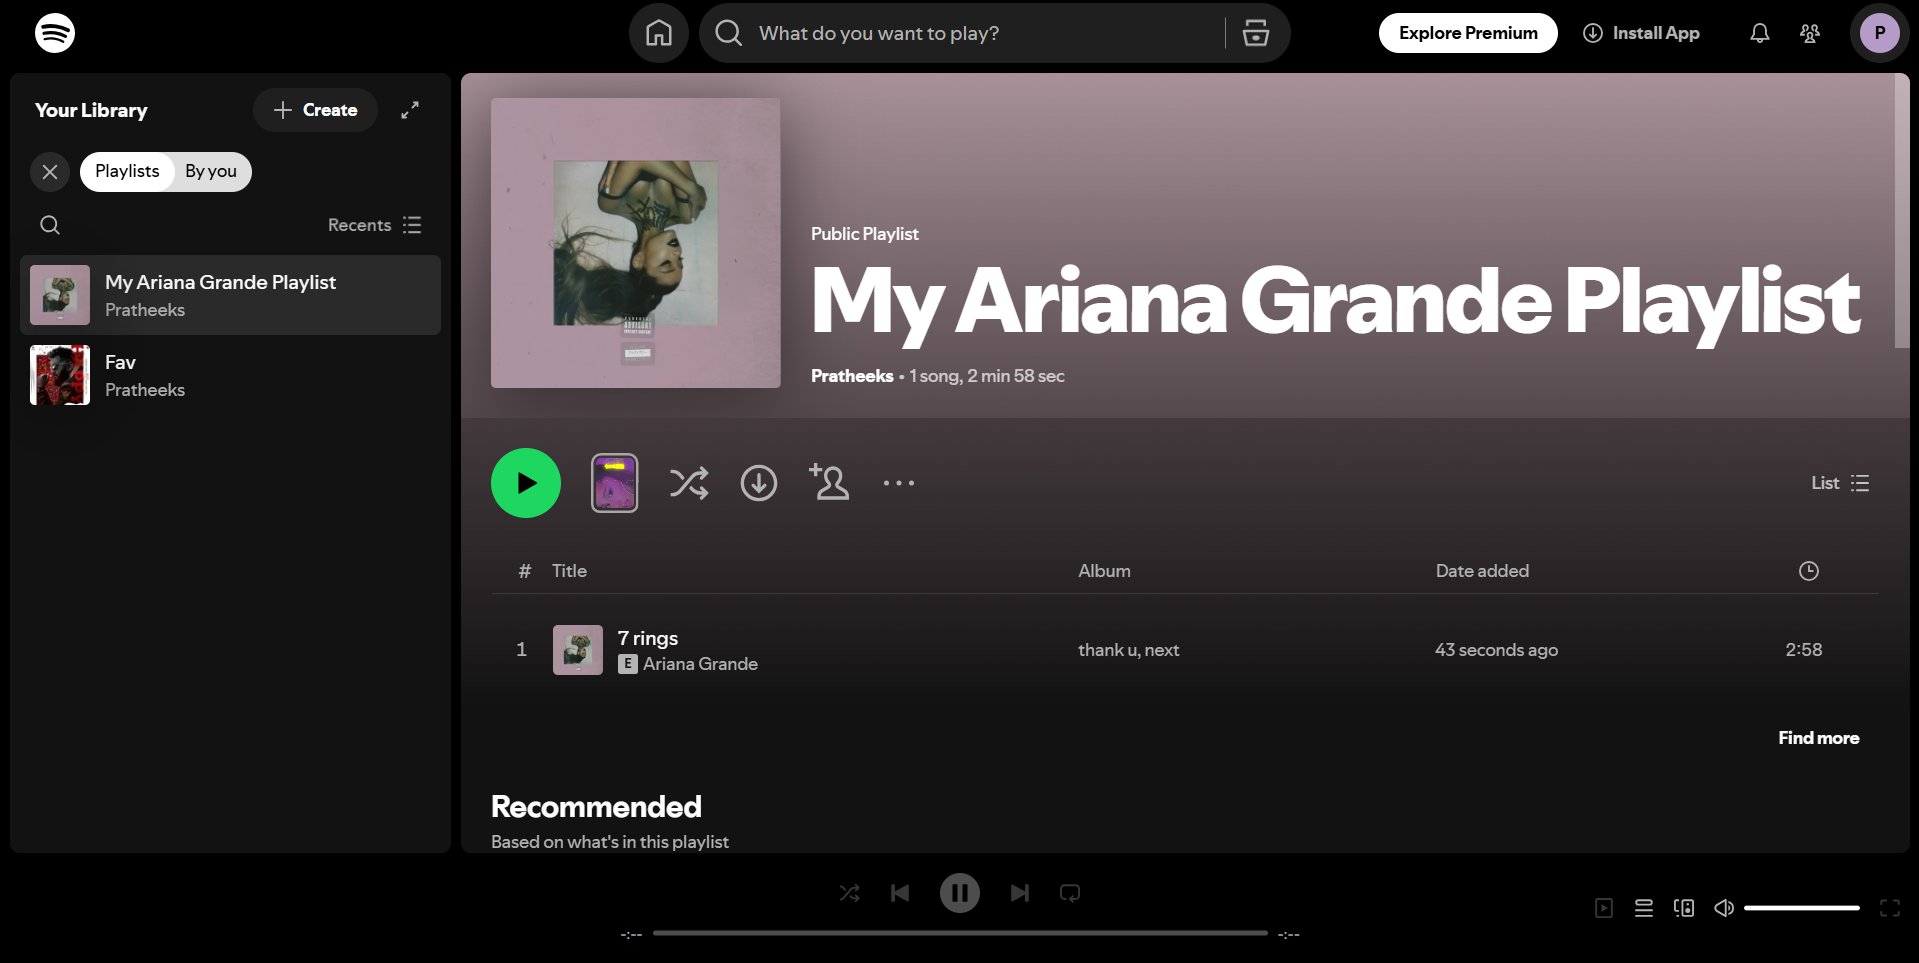 What do you want to play?
Explore Premium
Install App
P
Your Library
Create
Playlists
By you
Recents
My Ariana Grande Playlist
Pratheeks
Fav
Pratheeks
Public Playlist
My Ariana Grande Playlist
Pratheeks • 1 song, 2 min 58 sec
List
# Title Album Date added
1 7 rings thank u, next 43 seconds ago 2:58
E Ariana Grande
Find more
Recommended
Based on what's in this playlist
-:-- -:--